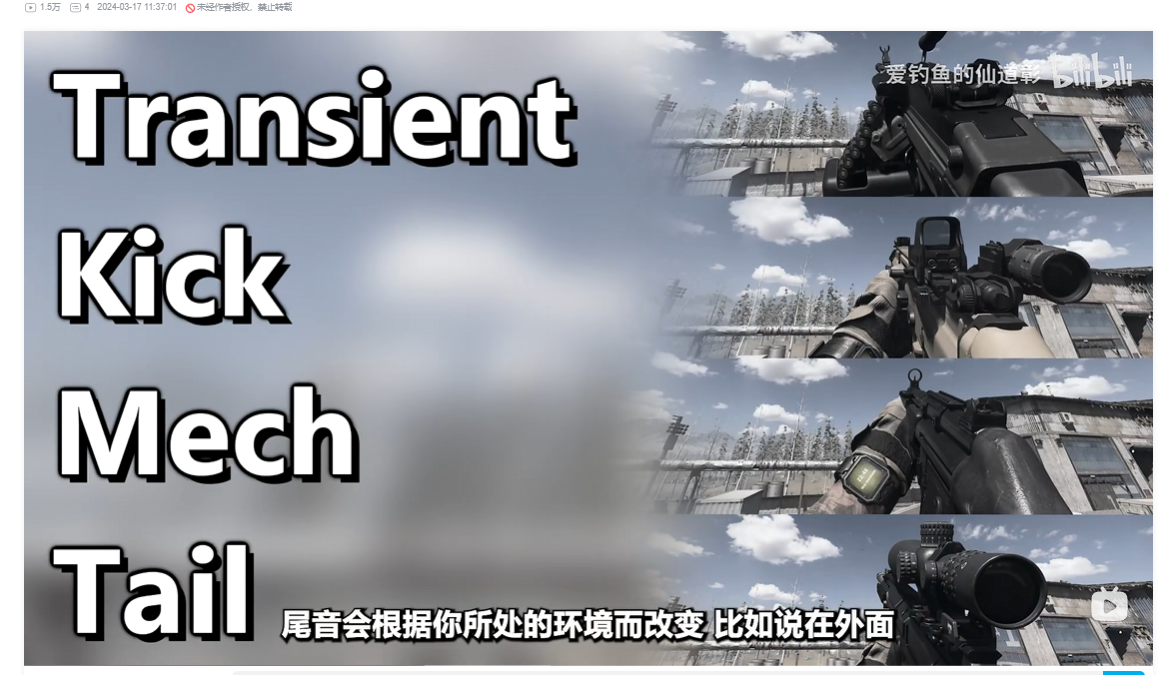 1.5万 4 2024-03-17 11:37:01 未经作者授权，禁止转载
爱钓鱼的仙道彰 bilibili
Transient
Kick
Mech
Tail
尾音会根据你所处的环境而改变 比如说在外面